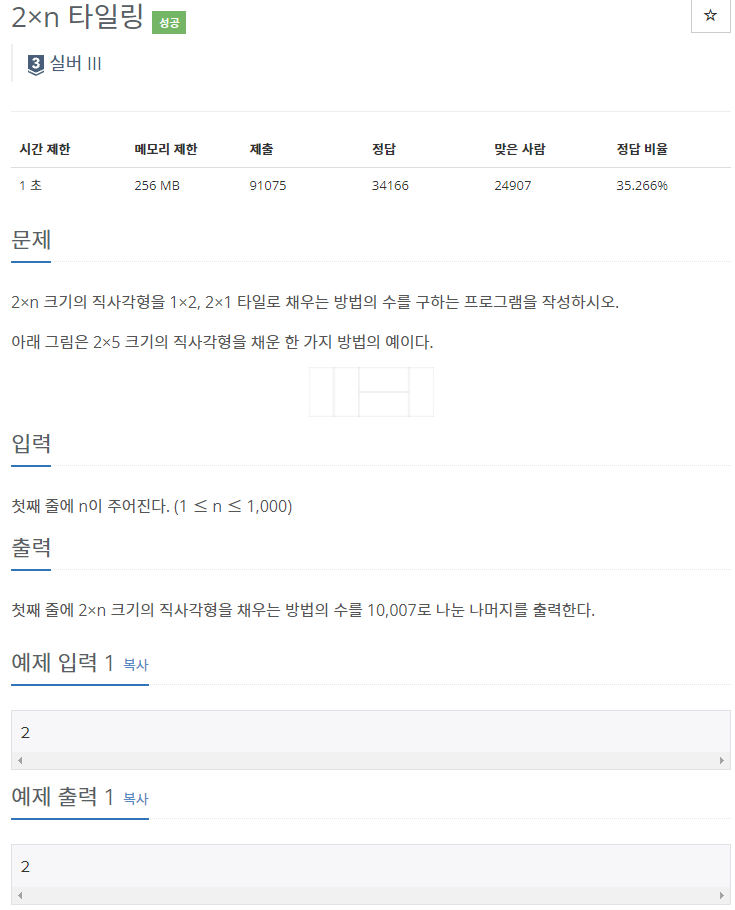 2×n 타일링 성공
☆
3 실버 III
시간 제한 메모리 제한 제출 정답 맞은 사람 정답 비율
1 초 256 MB 91075 34166 24907 35.266%
문제
2×n 크기의 직사각형을 1×2, 2×1 타일로 채우는 방법의 수를 구하는 프로그램을 작성하시오.
아래 그림은 2×5 크기의 직사각형을 채운 한 가지 방법의 예이다.
입력
첫째 줄에 n이 주어진다. (1 ≤ n ≤ 1,000)
출력
첫째 줄에 2×n 크기의 직사각형을 채우는 방법의 수를 10,007로 나눈 나머지를 출력한다.
예제 입력 1 복사
2
예제 출력 1 복사
2